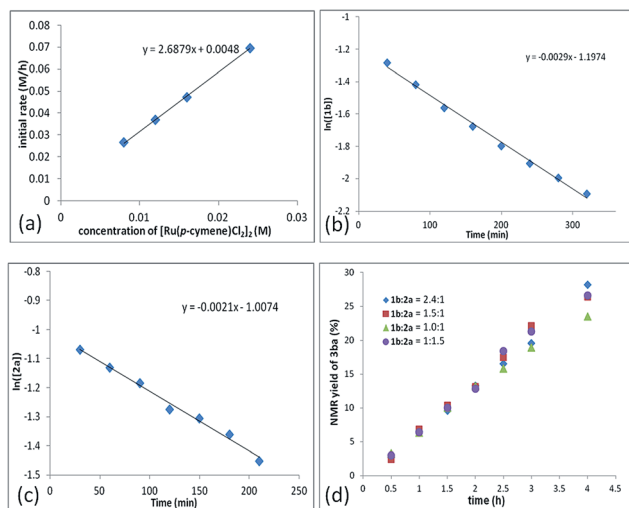 0.08
0.07
0.06
0.05
0.04
0.03
0.02
0.01
0
initial rate (M/h)
y = 2.6879x + 0.0048
0
0.01
0.02
0.03
concentration of [Ru(p-cymene)Cl2]2 (M)
(a)
-1
-1.2
-1.4
-1.6
-1.8
-2
-2.2
ln([1b])
y = -0.0029x - 1.1974
0
100
200
300
Time (min)
(b)
-0.8
-0.9
-1.0
-1.1
-1.2
-1.3
-1.4
-1.5
ln([2a])
y = -0.0021x - 1.0074
0
50
100
150
200
250
Time (min)
(c)
30
25
20
15
10
5
0
NMR yield of 3ba (%)
1b:2a = 2.4:1
1b:2a = 1.5:1
1b:2a = 1.0:1
1b:2a = 1:1.5
0
0.5
1
1.5
2
2.5
3
3.5
4
4.5
time (h)
(d)